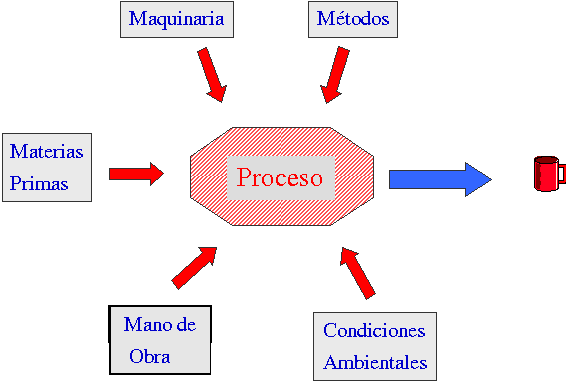 Maquinaria
Métodos
Materias
Primas
Proceso
Mano de
Obra
Condiciones
Ambientales